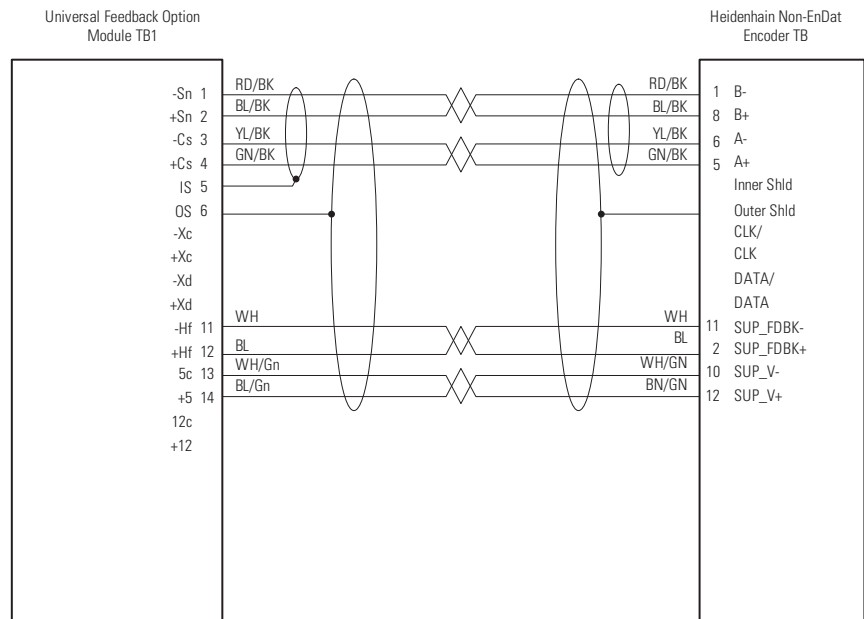 Universal Feedback Option
Module TB1
Heidenhain Non-EnDat
Encoder TB
-Sn 1 RD/BK RD/BK 1 B-
+Sn 2 BL/BK BL/BK 8 B+
-Cs 3 YL/BK YL/BK 6 A-
+Cs 4 GN/BK GN/BK 5 A+
IS 5 Inner Shld
OS 6 Outer Shld
-Xc CLK/
+Xc CLK
-Xd DATA/
+Xd DATA
-Hf 11 WH WH 11 SUP_FDBK-
+Hf 12 BL BL 2 SUP_FDBK+
5c 13 WH/Gn WH/GN 10 SUP_V-
+5 14 BL/Gn BN/GN 12 SUP_V+
12c
+12